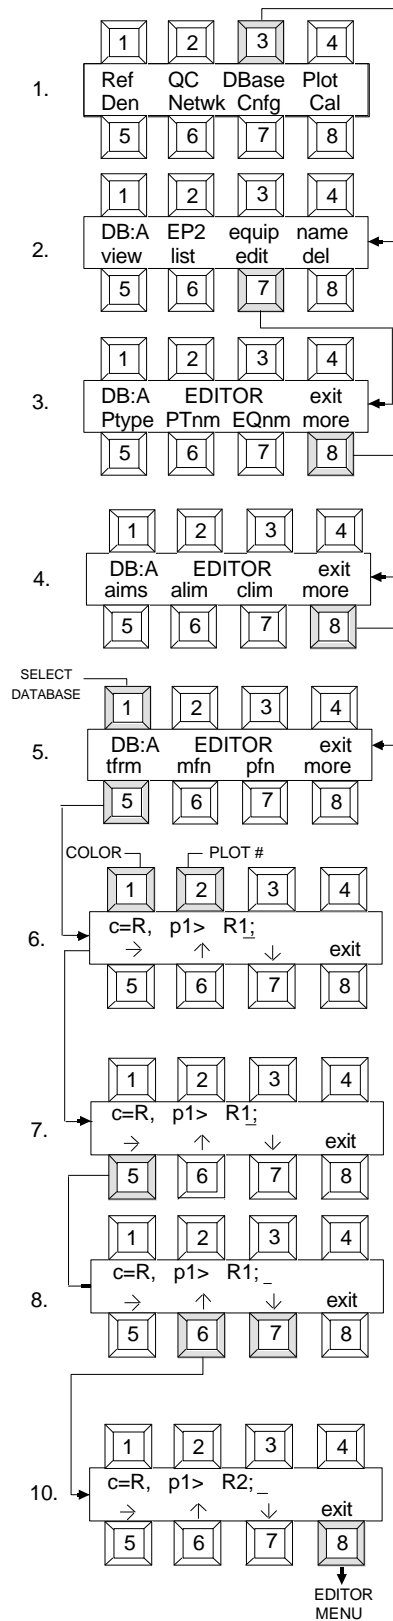 1 2 3 4
1. Ref QC DBase Plot
Den Netwk Cnfg Cal
5 6 7 8
1 2 3 4
2. DB:A EP2 equip name
view list edit del
5 6 7 8
1 2 3 4
3. DB:A EDITOR exit
Ptype PTnm EQnm more
5 6 7 8
1 2 3 4
4. DB:A EDITOR exit
aims alim clim more
5 6 7 8
SELECT
DATABASE
1 2 3 4
5. DB:A EDITOR exit
tfrm mfn pfn more
5 6 7 8
COLOR PLOT #
1 2 3 4
6. c=R, p1> R1;
→ ↑ ↓ exit
5 6 7 8
1 2 3 4
7. c=R, p1> R1;
→ ↑ ↓ exit
5 6 7 8
1 2 3 4
8. c=R, p1> R1;_
→ ↑ ↓ exit
5 6 7 8
1 2 3 4
10. c=R, p1> R2;_
→ ↑ ↓ exit
5 6 7 8
EDITOR
MENU